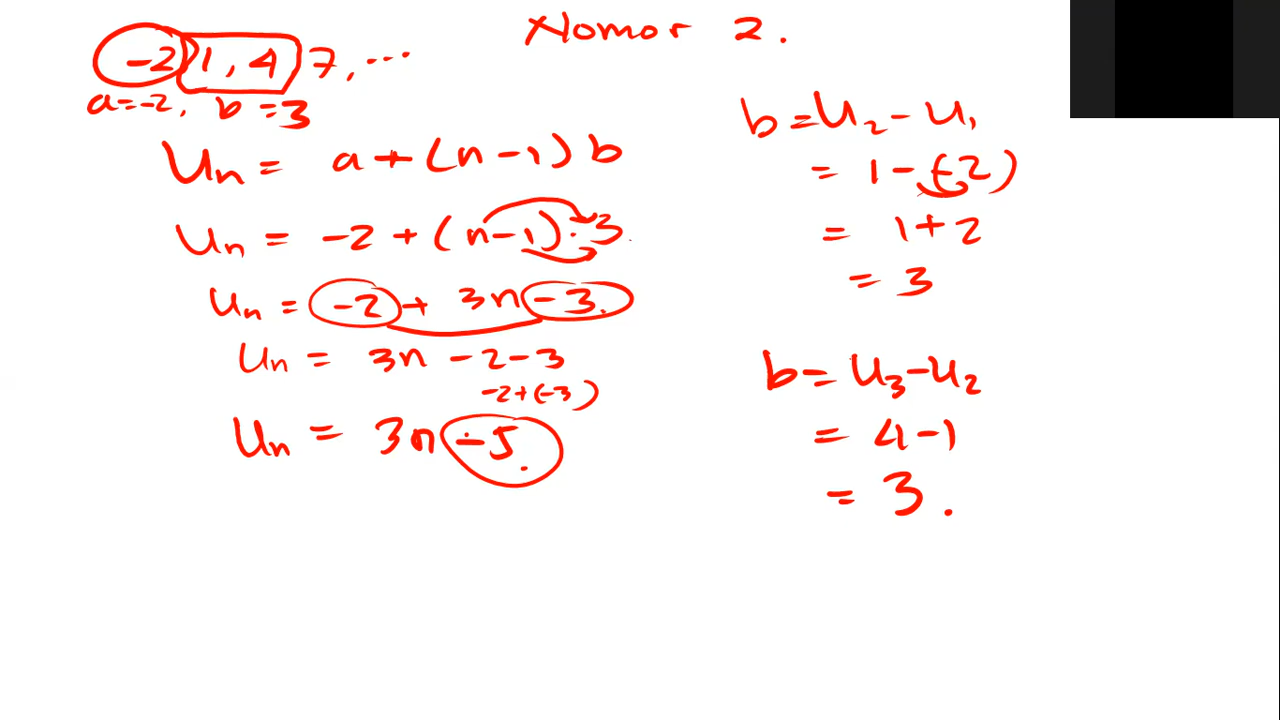 Nomor 2.
-2, 1, 4, 7, ...
a = -2, b = 3
Un = a + (n - 1) b
Un = -2 + (n - 1) · 3
Un = -2 + 3n - 3.
Un = 3n - 2 - 3
-2 + (-3)
Un = 3n - 5.
b = U2 - U1
= 1 - (-2)
= 1 + 2
= 3
b = U3 - U2
= 4 - 1
= 3.